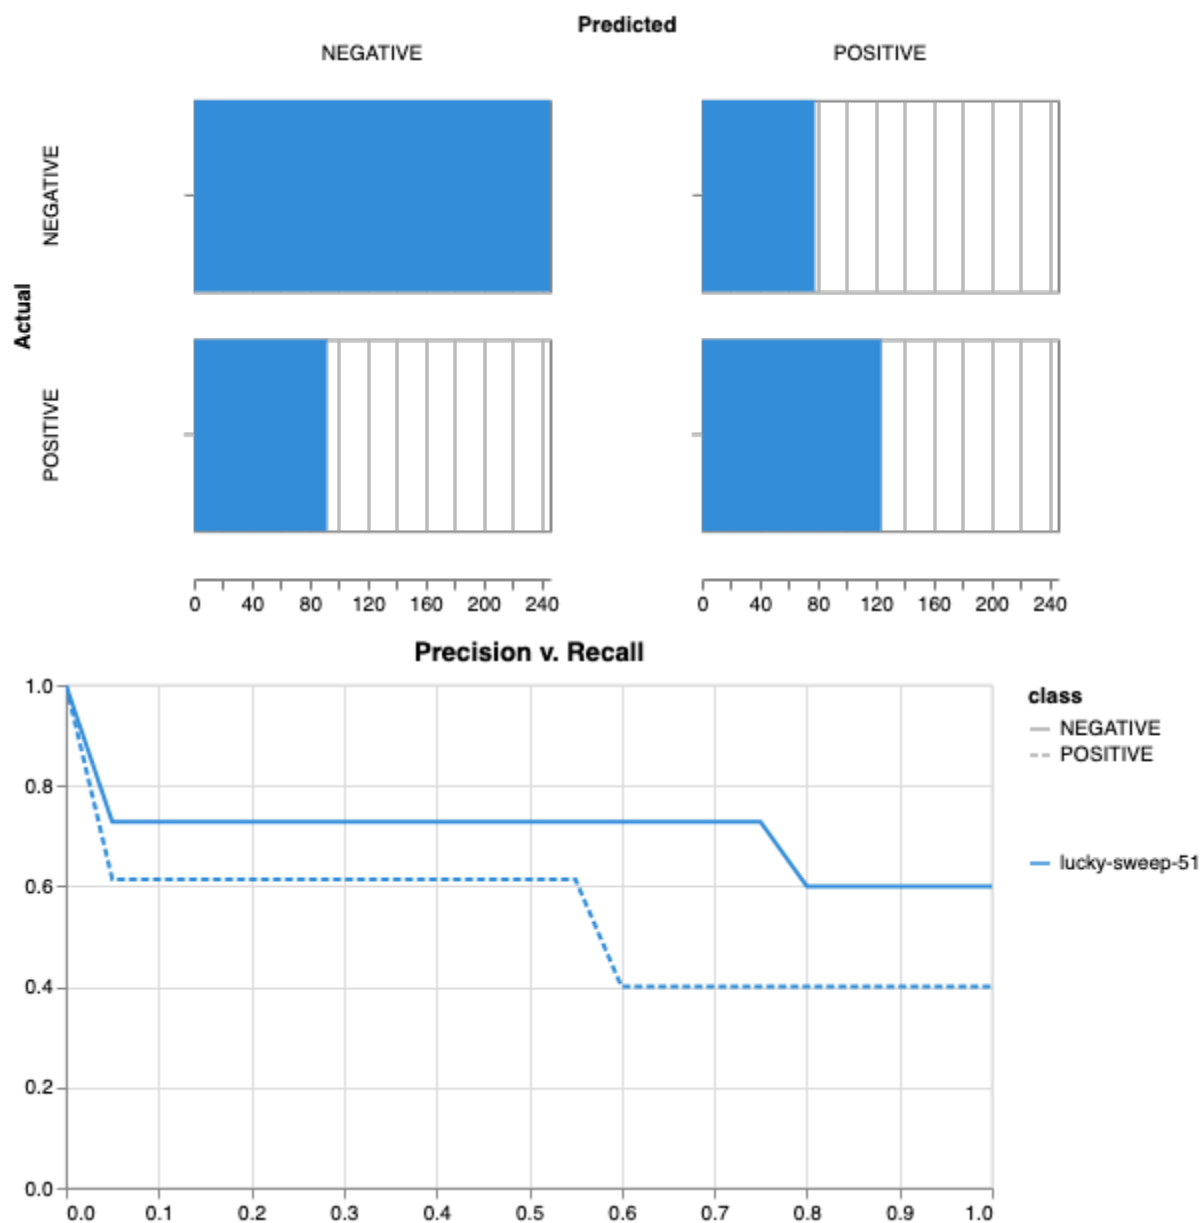 Predicted
NEGATIVE POSITIVE
NEGATIVE
Actual
POSITIVE
0 40 80 120 160 200 240 0 40 80 120 160 200 240
Precision v. Recall
1.0
0.8
0.6
0.4
0.2
0.0
0.0 0.1 0.2 0.3 0.4 0.5 0.6 0.7 0.8 0.9 1.0
class
NEGATIVE
POSITIVE
lucky-sweep-51